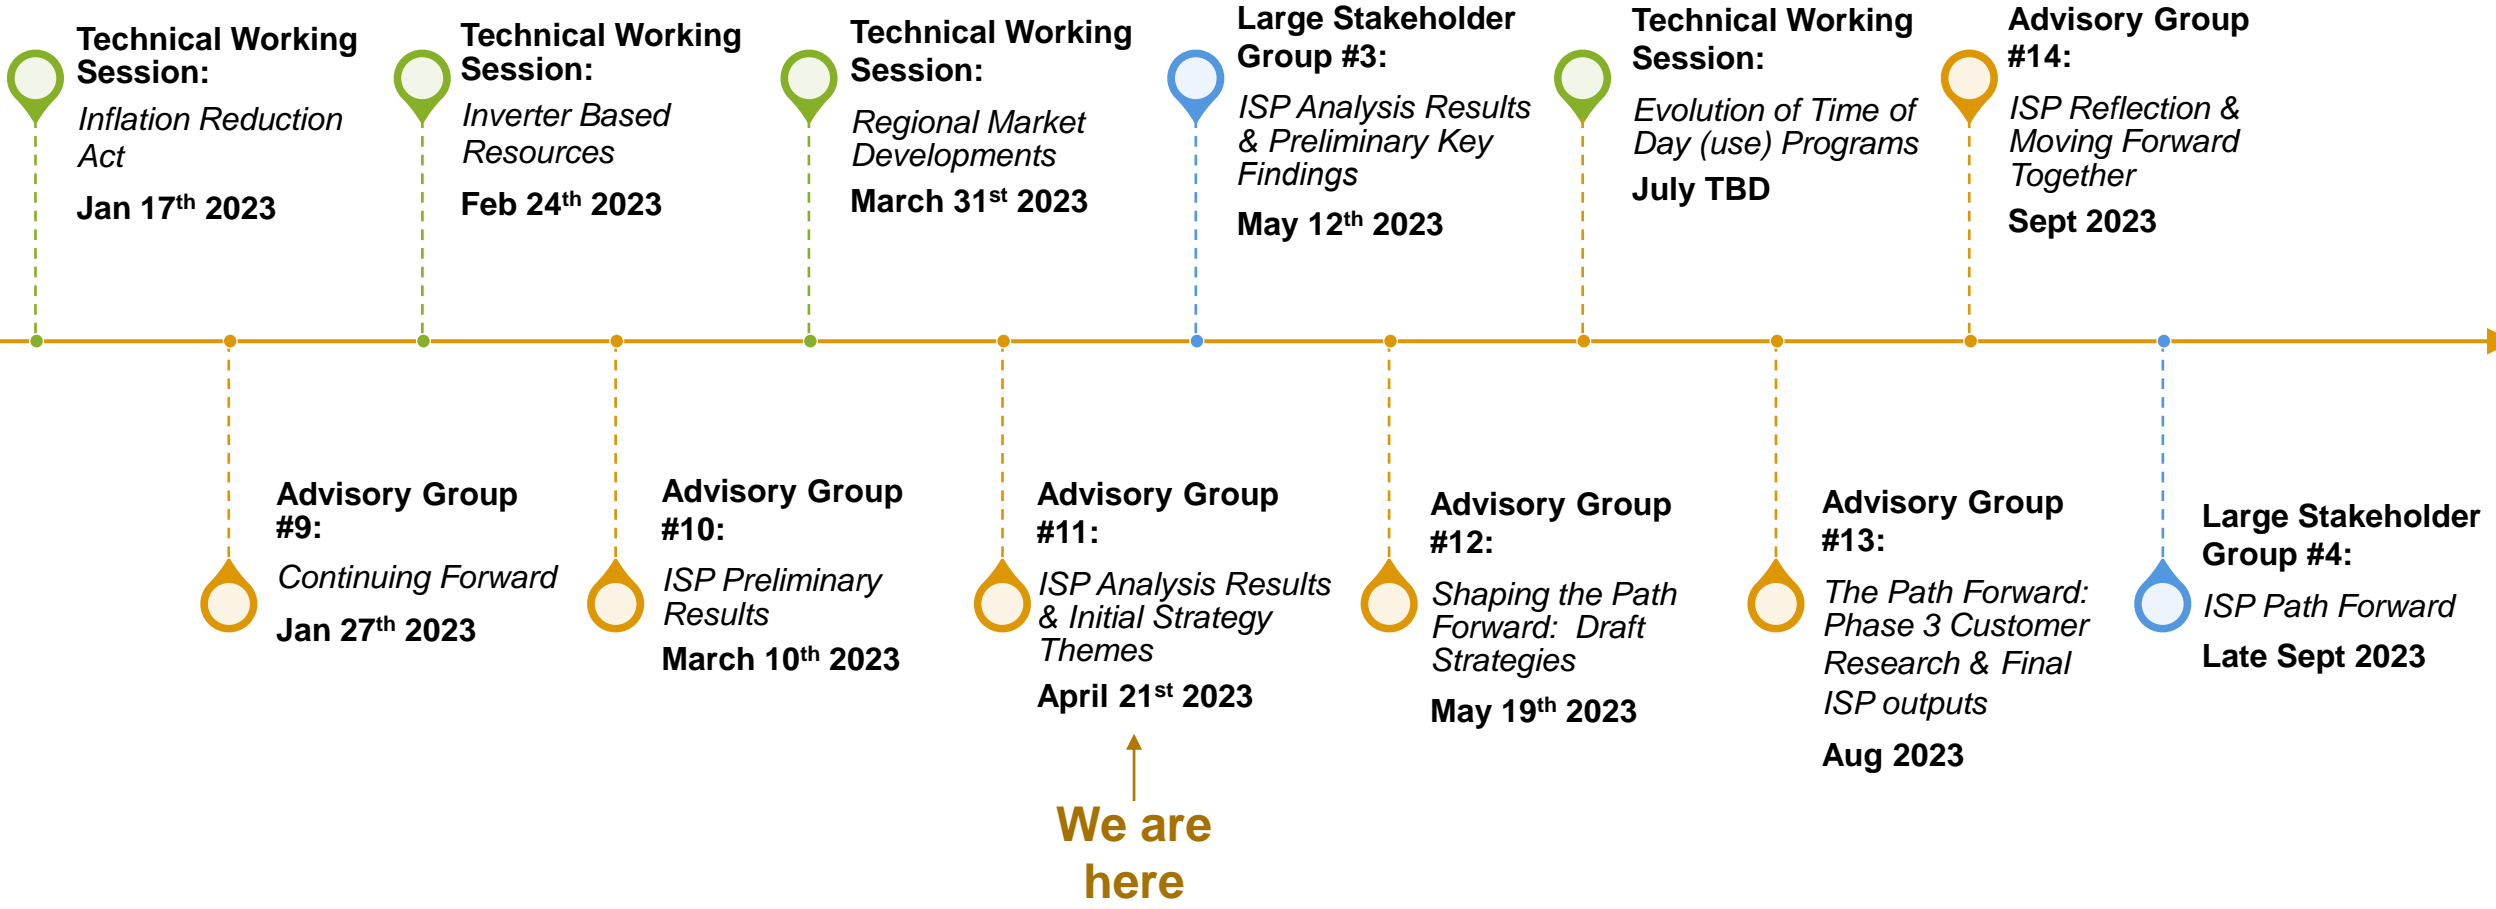 Technical Working
Session:
Inflation Reduction
Act
Jan 17th 2023
Technical Working
Session:
Inverter Based
Resources
Feb 24th 2023
Technical Working
Session:
Regional Market
Developments
March 31st 2023
Large Stakeholder
Group #3:
ISP Analysis Results
& Preliminary Key
Findings
May 12th 2023
Technical Working
Session:
Evolution of Time of
Day (use) Programs
July TBD
Advisory Group
#14:
ISP Reflection &
Moving Forward
Together
Sept 2023
Advisory Group
#9:
Continuing Forward
Jan 27th 2023
Advisory Group
#10:
ISP Preliminary
Results
March 10th 2023
Advisory Group
#11:
ISP Analysis Results
& Initial Strategy
Themes
April 21st 2023
Advisory Group
#12:
Shaping the Path
Forward: Draft
Strategies
May 19th 2023
Advisory Group
#13:
The Path Forward:
Phase 3 Customer
Research & Final
ISP outputs
Aug 2023
Large Stakeholder
Group #4:
ISP Path Forward
Late Sept 2023
We are
here